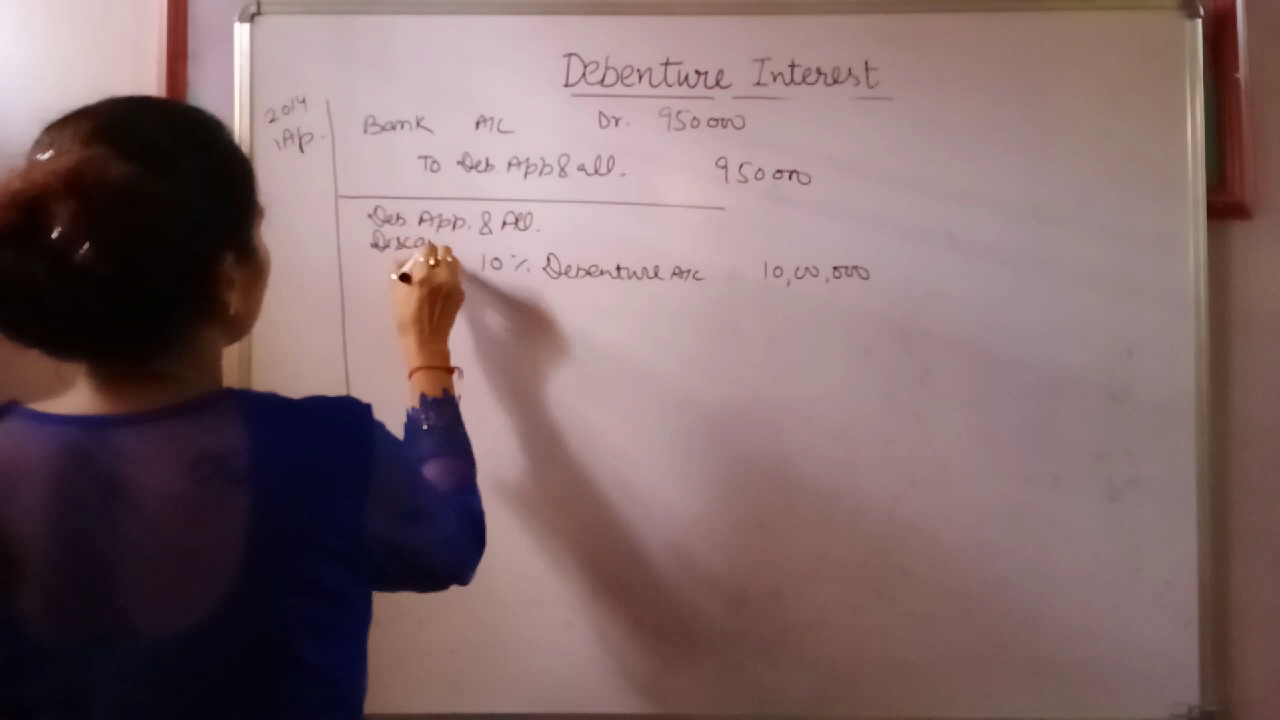 Debenture Interest
2014
1 Ap.
Bank A/C Dr. 950000
To Deb. App & all. 950000
Deb. App. & All.
Disco
10% Debenture A/C 10,00,000